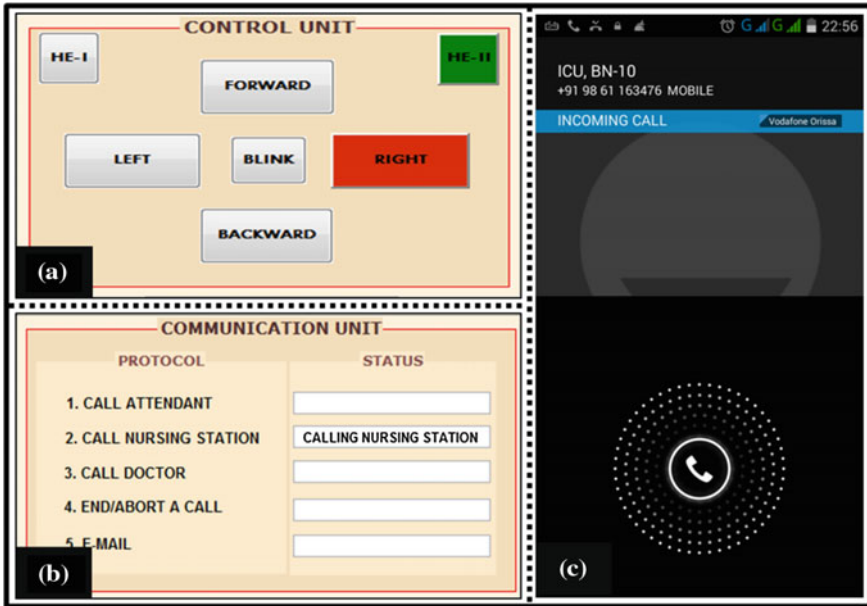 CONTROL UNIT
HE-I
HE-II
FORWARD
LEFT
BLINK
RIGHT
BACKWARD
(a)
COMMUNICATION UNIT
PROTOCOL
STATUS
1. CALL ATTENDANT
2. CALL NURSING STATION
CALLING NURSING STATION
3. CALL DOCTOR
4. END/ABORT A CALL
5. E-MAIL
(b)
G G 22:56
ICU, BN-10
+91 98 61 163476 MOBILE
INCOMING CALL
Vodafone Orissa
(c)